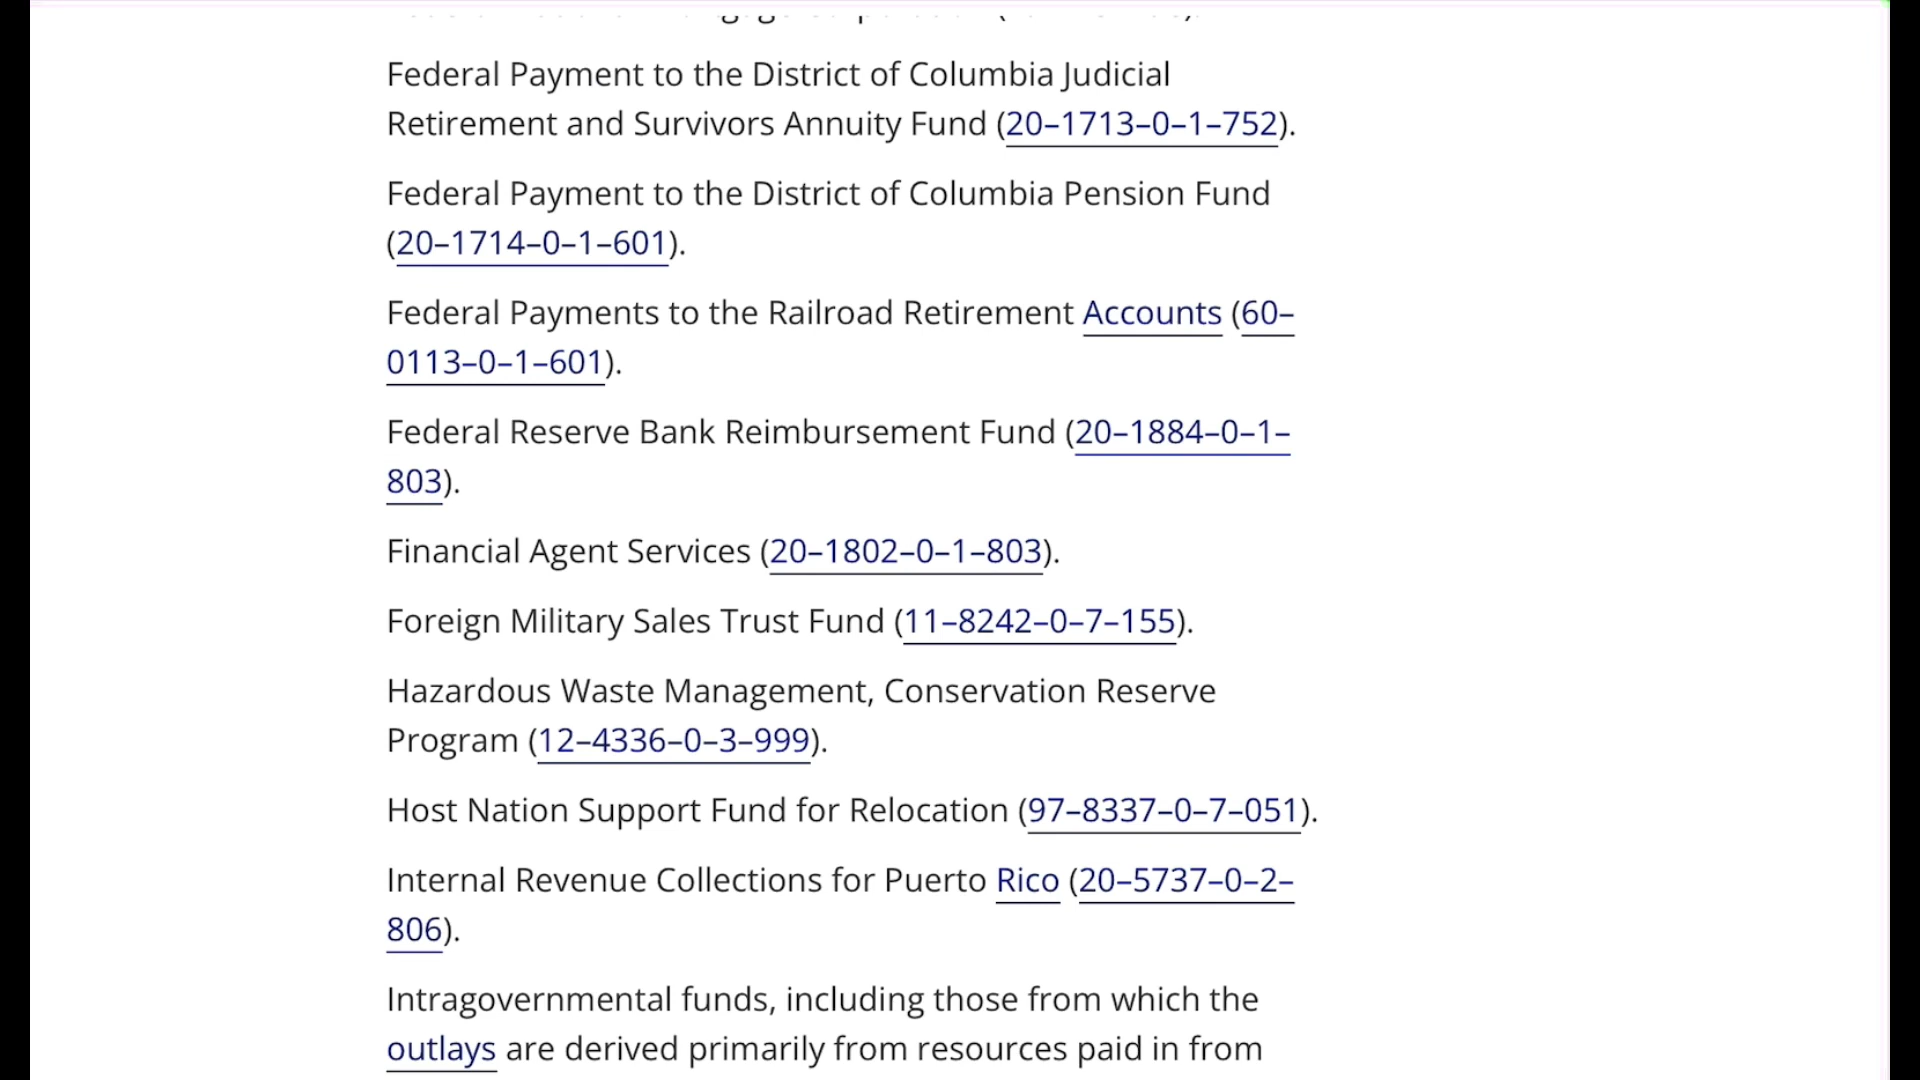 Federal Payment to the District of Columbia Judicial
Retirement and Survivors Annuity Fund (20–1713–0–1–752).
Federal Payment to the District of Columbia Pension Fund
(20–1714–0–1–601).
Federal Payments to the Railroad Retirement Accounts (60–
0113–0–1–601).
Federal Reserve Bank Reimbursement Fund (20–1884–0–1–
803).
Financial Agent Services (20–1802–0–1–803).
Foreign Military Sales Trust Fund (11–8242–0–7–155).
Hazardous Waste Management, Conservation Reserve
Program (12–4336–0–3–999).
Host Nation Support Fund for Relocation (97–8337–0–7–051).
Internal Revenue Collections for Puerto Rico (20–5737–0–2–
806).
Intragovernmental funds, including those from which the
outlays are derived primarily from resources paid in from